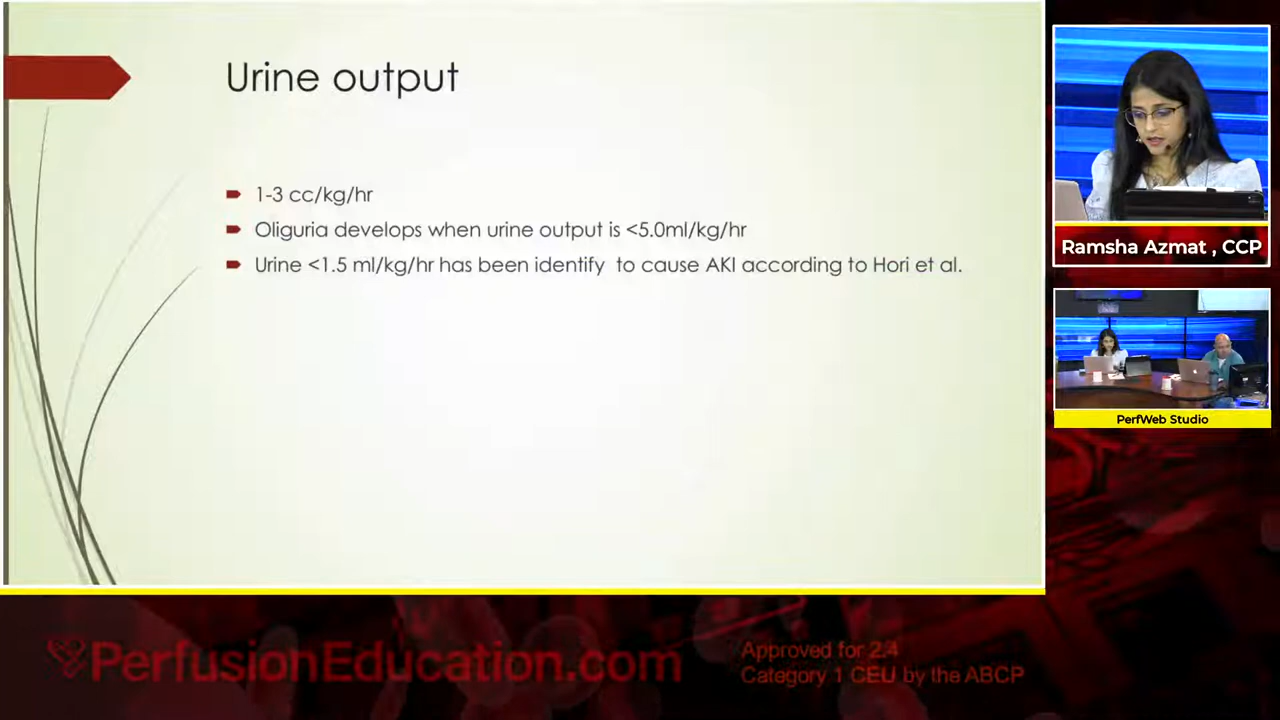 Urine output
1-3 cc/kg/hr
Oliguria develops when urine output is <5.0ml/kg/hr
Urine <1.5 ml/kg/hr has been identify to cause AKI according to Hori et al.
Ramsha Azmat , CCP
PerfWeb Studio
PerfusionEducation.com
Approved for 2.4
Category 1 CEU by the ABCP